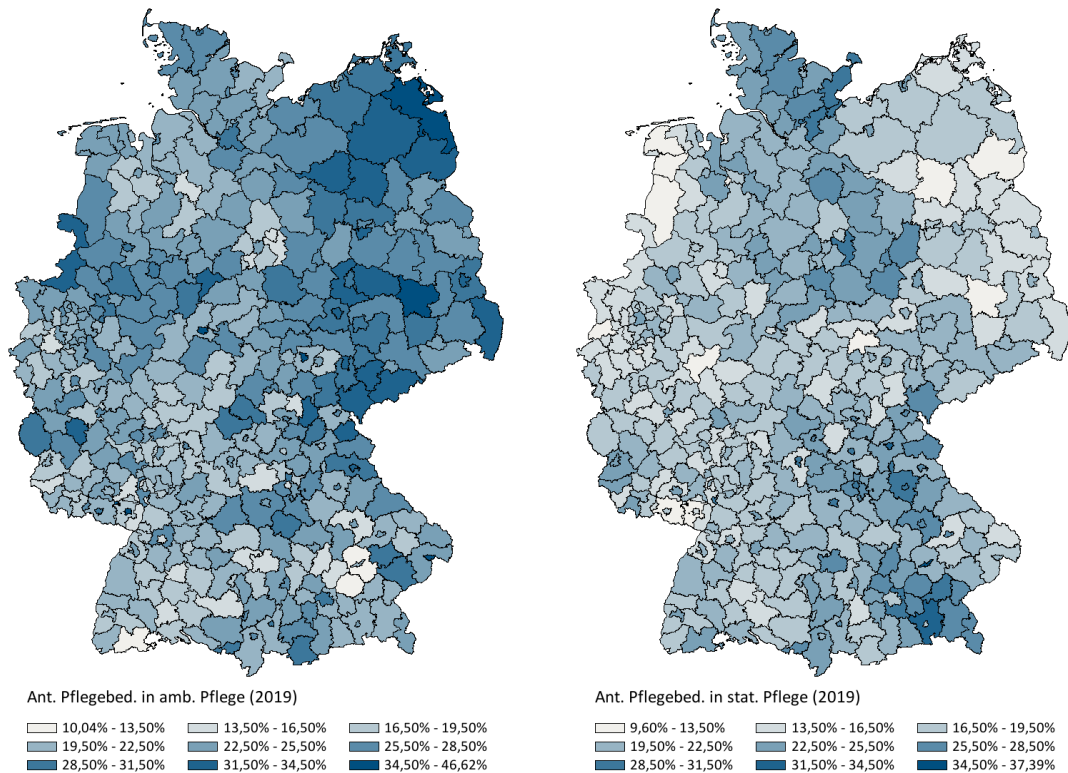 Ant. Pflegebed. in amb. Pflege (2019)
10,04% - 13,50% 13,50% - 16,50% 16,50% - 19,50%
19,50% - 22,50% 22,50% - 25,50% 25,50% - 28,50%
28,50% - 31,50% 31,50% - 34,50% 34,50% - 46,62%
Ant. Pflegebed. in stat. Pflege (2019)
9,60% - 13,50% 13,50% - 16,50% 16,50% - 19,50%
19,50% - 22,50% 22,50% - 25,50% 25,50% - 28,50%
28,50% - 31,50% 31,50% - 34,50% 34,50% - 37,39%